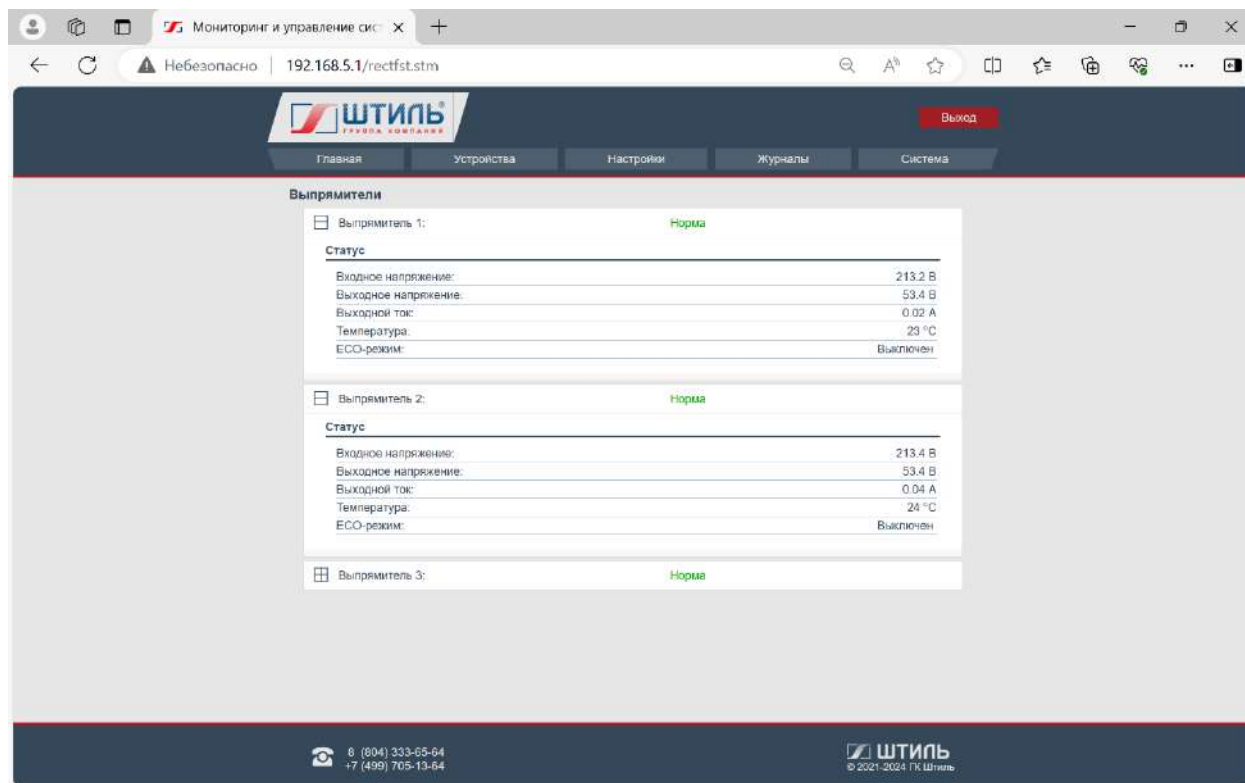 Мониторинг и управление сис
Небезопасно 192.168.5.1/rectfst.stm
ШТИЛЬ
ГРУППА КОМПАНИЙ
Выход
Главная Устройства Настройки Журналы Система
Выпрямители
Выпрямитель 1: Норма
Статус
Входное напряжение: 213.2 В
Выходное напряжение: 53.4 В
Выходной ток: 0.02 А
Температура: 23 °C
ECO-режим: Выключен
Выпрямитель 2: Норма
Статус
Входное напряжение: 213.4 В
Выходное напряжение: 53.4 В
Выходной ток: 0.04 А
Температура: 24 °C
ECO-режим: Выключен
Выпрямитель 3: Норма
8 (804) 333-65-64
+7 (499) 705-13-64
ШТИЛЬ
© 2021-2024 ГК Штиль